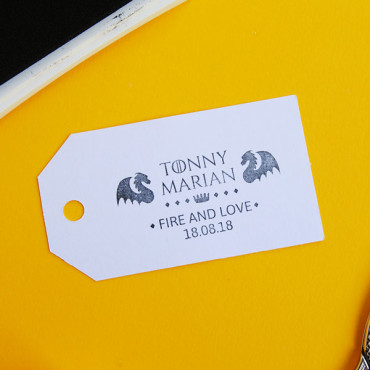 TONNY
MARIAN
• FIRE AND LOVE •
18.08.18